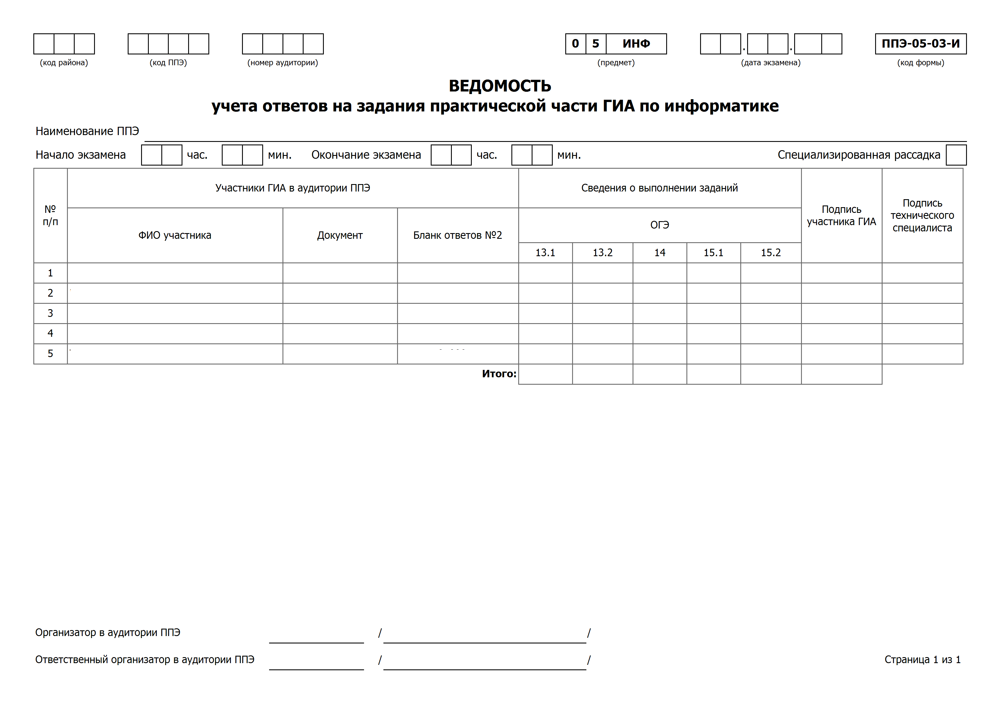 0 5 ИНФ . . ППЭ-05-03-И
(код района) (код ППЭ) (номер аудитории) (предмет) (дата экзамена) (код формы)
ВЕДОМОСТЬ
учета ответов на задания практической части ГИА по информатике
Наименование ППЭ
Начало экзамена час. мин. Окончание экзамена час. мин. Специализированная рассадка
№ п/п
Участники ГИА в аудитории ППЭ
Сведения о выполнении заданий
Подпись
участника ГИА
Подпись
технического
специалиста
ФИО участника
Документ
Бланк ответов №2
ОГЭ
13.1 13.2 14 15.1 15.2
1
2
3
4
5
Итого:
Организатор в аудитории ППЭ / /
Ответственный организатор в аудитории ППЭ / / Страница 1 из 1